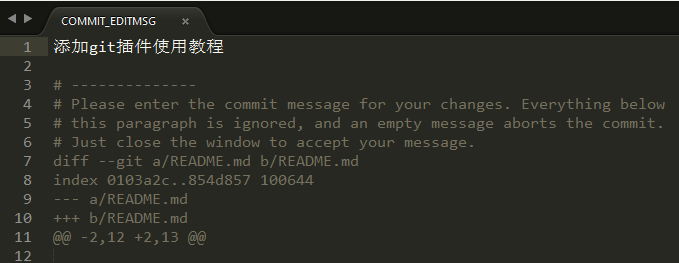 COMMIT_EDITMSG ×
1 添加git插件使用教程
2
3 # --------------
4 # Please enter the commit message for your changes. Everything below
5 # this paragraph is ignored, and an empty message aborts the commit.
6 # Just close the window to accept your message.
7 diff --git a/README.md b/README.md
8 index 0103a2c..854d857 100644
9 --- a/README.md
10 +++ b/README.md
11 @@ -2,12 +2,13 @@
12